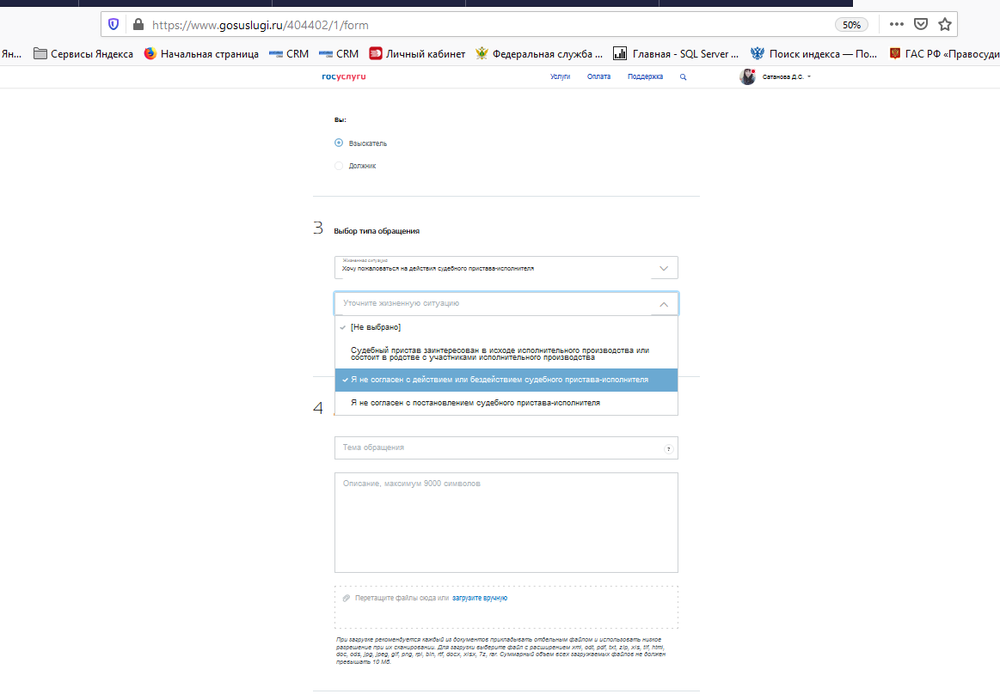 https://www.gosuslugi.ru/404402/1/form
50%
Ян...
Сервисы Яндекса
Начальная страница
CRM
CRM
Личный кабинет
Федеральная служба ...
Главная - SQL Server ...
Поиск индекса — По...
ГАС РФ «Правосуди
госуслуги
Услуги
Оплата
Поддержка
Сатанова Д.С.
Вы:
Взыскатель
Должник
3
Выбор типа обращения
Жизненная ситуация
Хочу пожаловаться на действия судебного пристава-исполнителя
Уточните жизненную ситуацию
[Не выбрано]
Судебный пристав заинтересован в исходе исполнительного производства или
состоит в родстве с участниками исполнительного производства
Я не согласен с действием или бездействием судебного пристава-исполнителя
Я не согласен с постановлением судебного пристава-исполнителя
4
Тема обращения
?
Описание, максимум 9000 символов
Перетащите файлы сюда или загрузите вручную
При загрузке рекомендуется каждый из документов прикладывать отдельным файлом и использовать низкое
разрешение при их сканировании. Для загрузки выберите файл с расширением xml, odt, pdf, txt, zip, xls, tif, html,
doc, ods, jpg, jpeg, gif, png, rpl, bin, rtf, docx, xlsx, 7z, rar. Суммарный объем всех загружаемых файлов не должен
превышать 10 Мб.